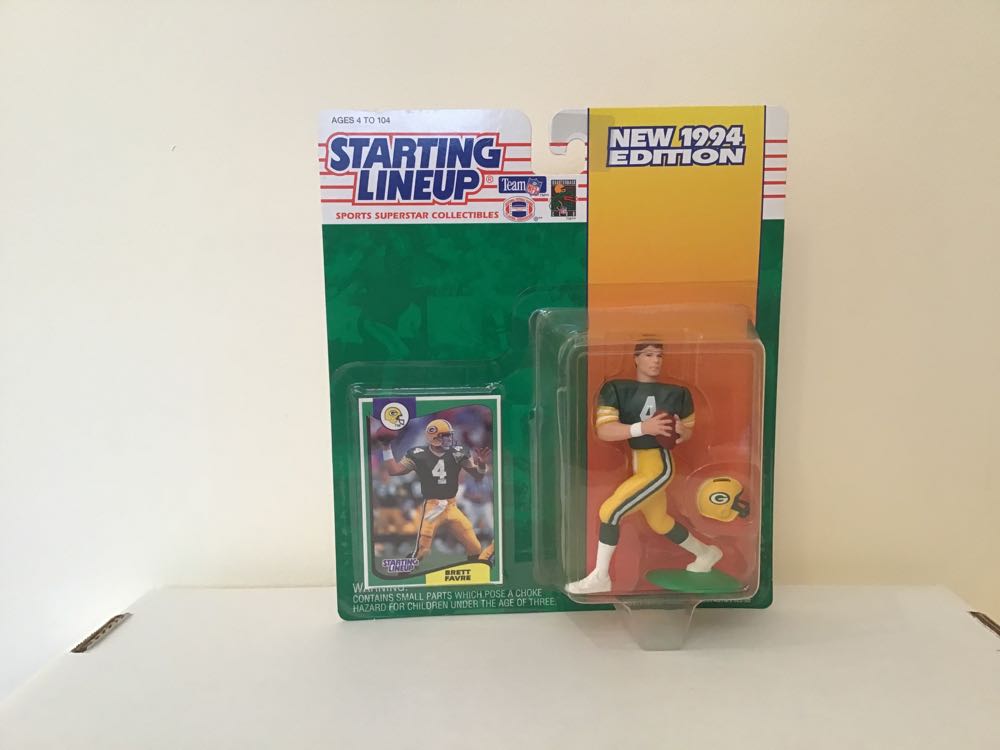 AGES 4 TO 104
STARTING
LINEUP®
SPORTS SUPERSTAR COLLECTIBLES
Team NFL
NEW 1994
EDITION
4
G
4
G
STARTING
LINEUP
BRETT
FAVRE
WARNING:
CONTAINS SMALL PARTS WHICH POSE A CHOKE
HAZARD FOR CHILDREN UNDER THE AGE OF THREE.